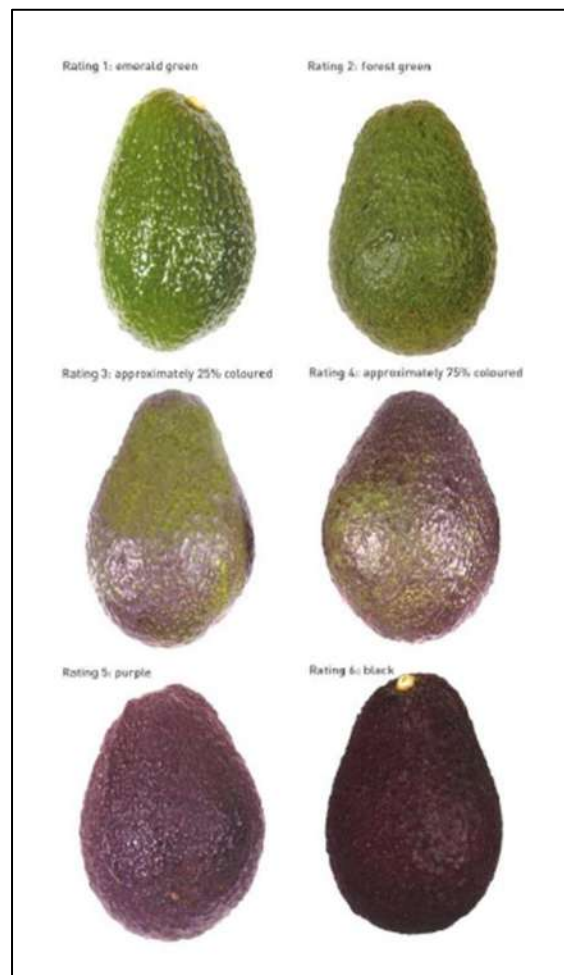 Rating 1: emerald green
Rating 2: forest green
Rating 3: approximately 25% coloured
Rating 4: approximately 75% coloured
Rating 5: purple
Rating 6: black